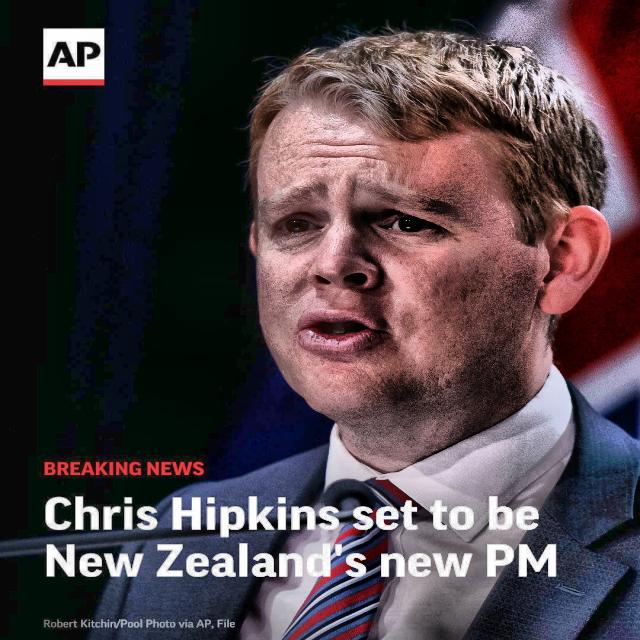 AP
BREAKING NEWS
Chris Hipkins set to be
New Zealand's new PM
Robert Kitchin/Pool Photo via AP, File